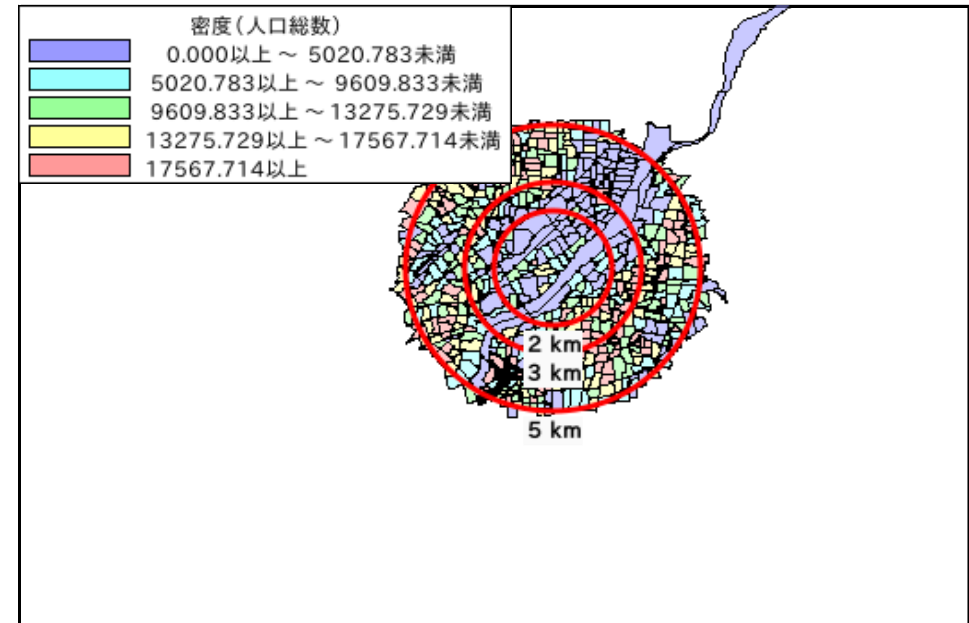 密度(人口総数)
0.000以上 ~ 5020.783未満
5020.783以上 ~ 9609.833未満
9609.833以上 ~ 13275.729未満
13275.729以上 ~ 17567.714未満
17567.714以上
2 km
3 km
5 km